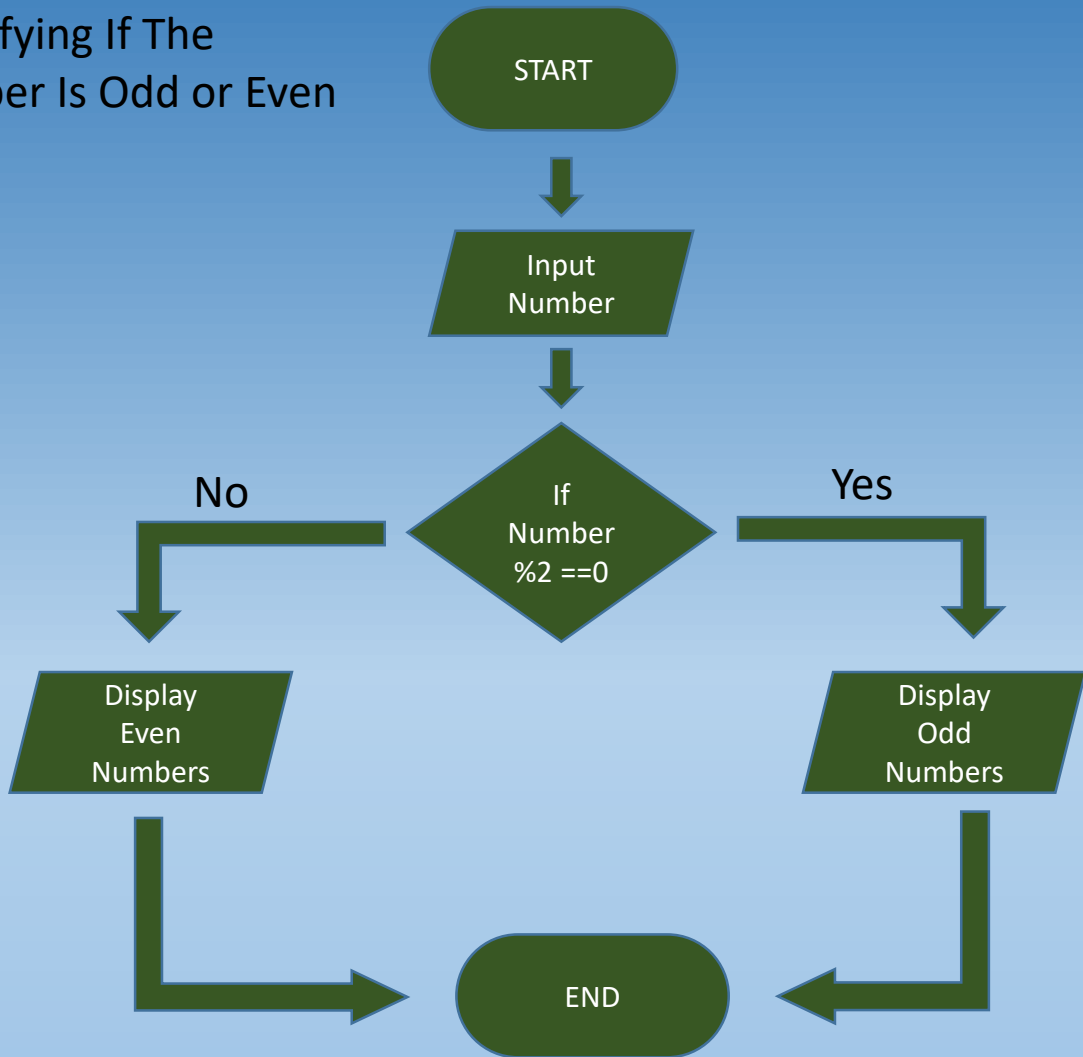 fying If The
er Is Odd or Even
START
Input
Number
If
Number
%2 ==0
No
Yes
Display
Even
Numbers
Display
Odd
Numbers
END